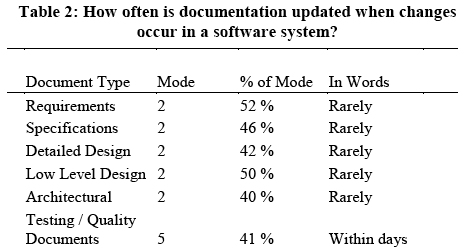 Table 2: How often is documentation updated when changes
occur in a software system?
Document Type Mode % of Mode In Words
Requirements 2 52 % Rarely
Specifications 2 46 % Rarely
Detailed Design 2 42 % Rarely
Low Level Design 2 50 % Rarely
Architectural 2 40 % Rarely
Testing / Quality
Documents 5 41 % Within days